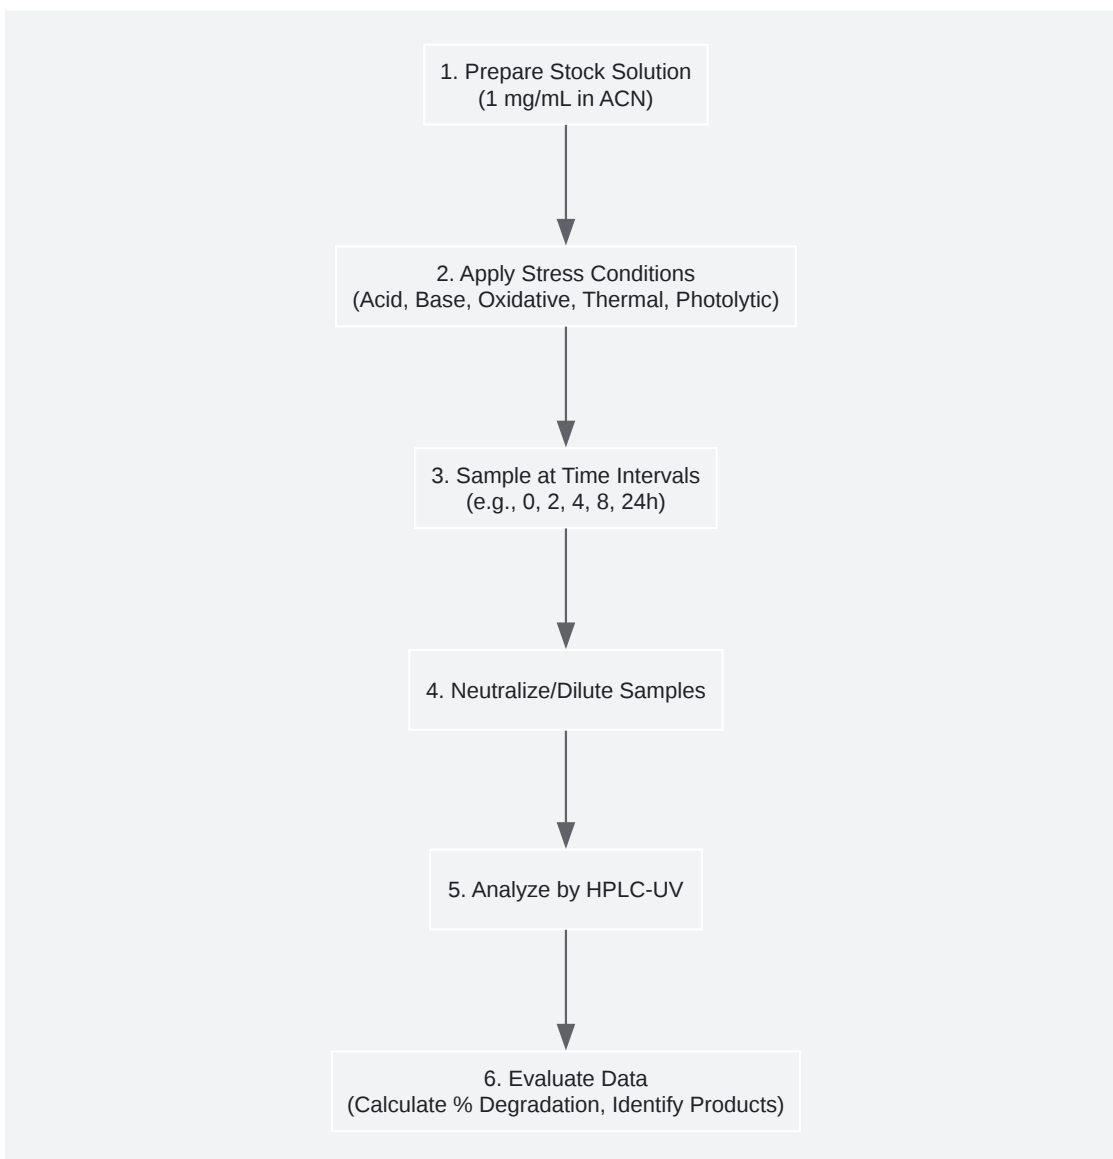 1. Prepare Stock Solution
(1 mg/mL in ACN)
2. Apply Stress Conditions
(Acid, Base, Oxidative, Thermal, Photolytic)
3. Sample at Time Intervals
(e.g., 0, 2, 4, 8, 24h)
4. Neutralize/Dilute Samples
5. Analyze by HPLC-UV
6. Evaluate Data
(Calculate % Degradation, Identify Products)